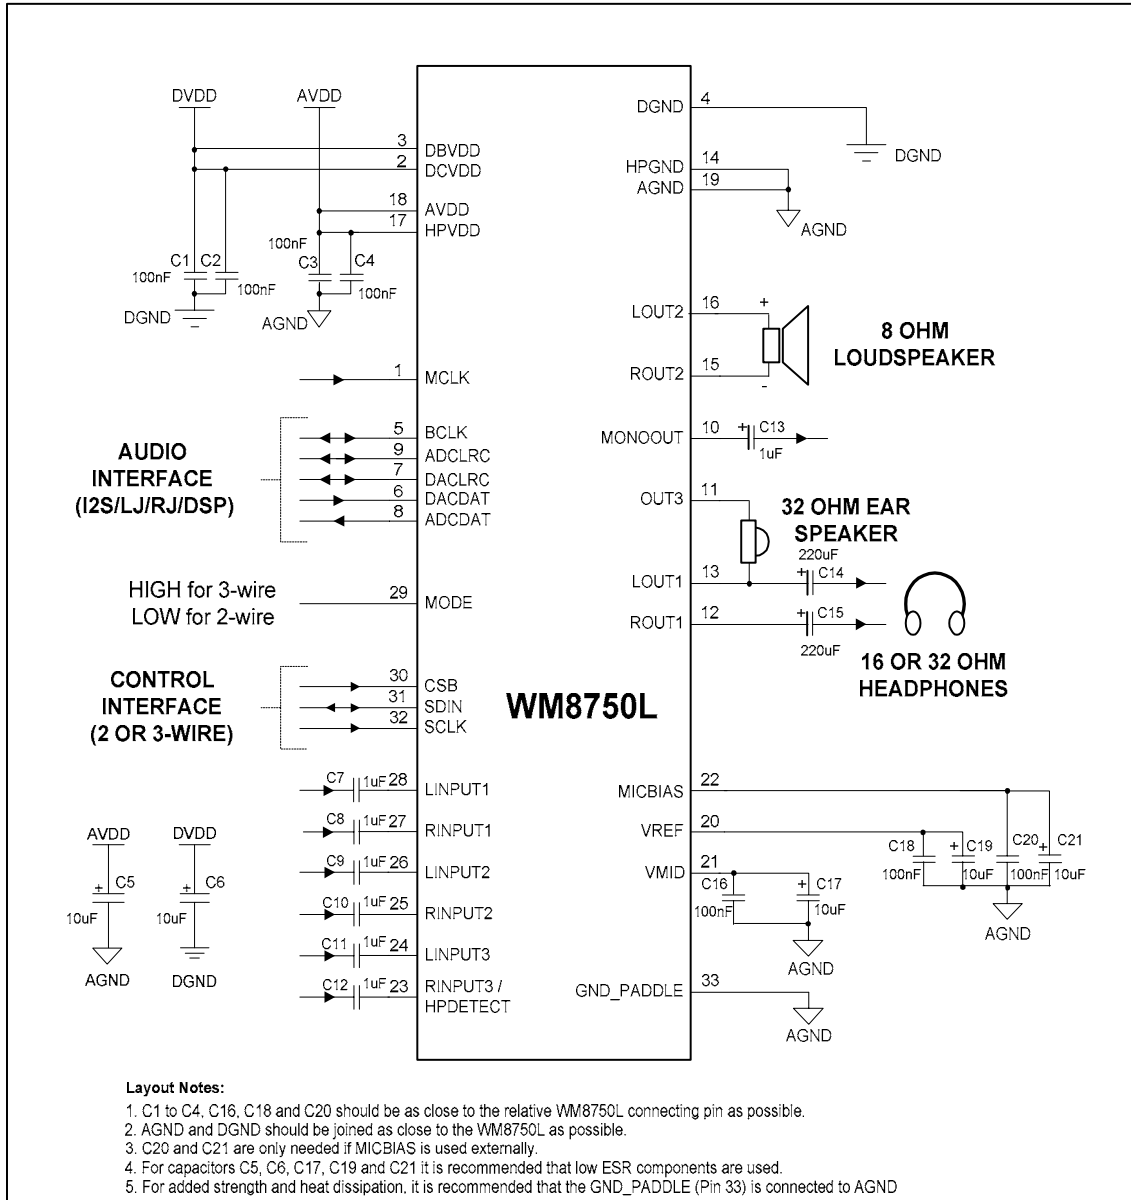 DVDD
AVDD
3 DBVDD
2 DCVDD
18 AVDD
17 HPVDD
C1 C2
100nF
100nF
DGND
100nF
C3 C4
100nF
AGND
1 MCLK
AUDIO
INTERFACE
(I2S/LJ/RJ/DSP)
5 BCLK
9 ADCLRC
7 DACLRC
6 DACDAT
8 ADCDAT
HIGH for 3-wire
LOW for 2-wire
29 MODE
CONTROL
INTERFACE
(2 OR 3-WIRE)
30 CSB
31 SDIN
32 SCLK
C7 1uF 28 LINPUT1
C8 1uF 27 RINPUT1
C9 1uF 26 LINPUT2
C10 1uF 25 RINPUT2
C11 1uF 24 LINPUT3
C12 1uF 23 RINPUT3 /
HPDETECT
AVDD
+ C5
10uF
AGND
DVDD
+ C6
10uF
DGND
WM8750L
DGND 4
DGND
HPGND 14
AGND 19
AGND
LOUT2 16
+
ROUT2 15
-
8 OHM
LOUDSPEAKER
MONOOUT 10
+ C13
1uF
OUT3 11
32 OHM EAR
SPEAKER
LOUT1 13
220uF
+ C14
ROUT1 12
+ C15
220uF
16 OR 32 OHM
HEADPHONES
MICBIAS 22
VREF 20
C18 + C19 C20 + C21
100nF 10uF 100nF 10uF
AGND
VMID 21
C16 + C17
100nF 10uF
AGND
GND_PADDLE 33
AGND
Layout Notes:
1. C1 to C4, C16, C18 and C20 should be as close to the relative WM8750L connecting pin as possible.
2. AGND and DGND should be joined as close to the WM8750L as possible.
3. C20 and C21 are only needed if MICBIAS is used externally.
4. For capacitors C5, C6, C17, C19 and C21 it is recommended that low ESR components are used.
5. For added strength and heat dissipation, it is recommended that the GND_PADDLE (Pin 33) is connected to AGND